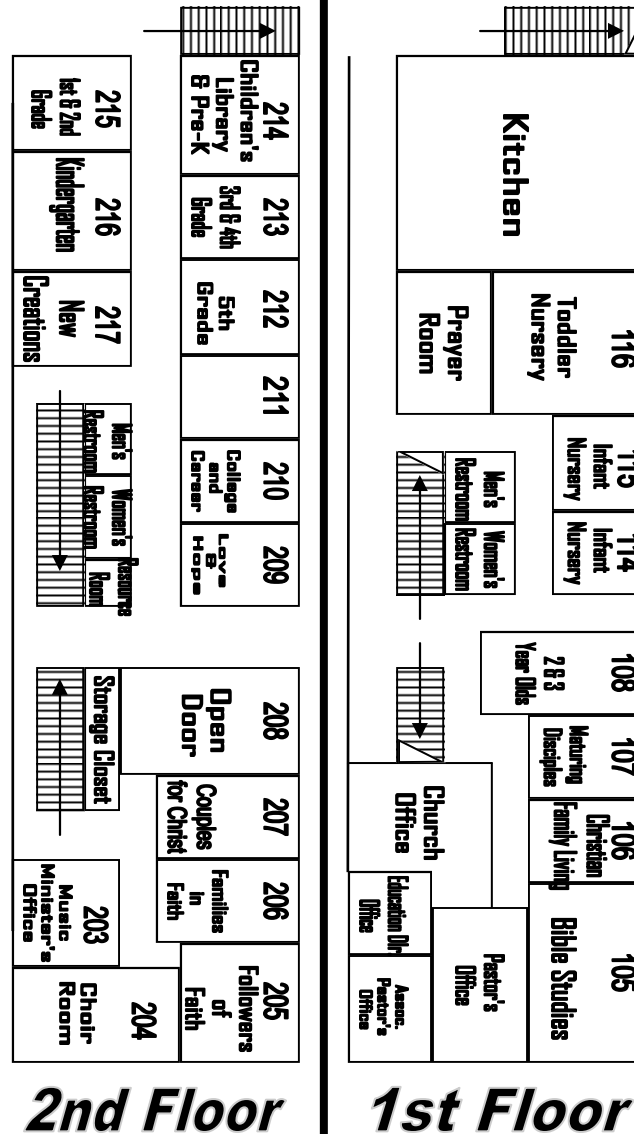 215
1st & 2nd
Grade
216
Kindergarten
217
New
Creations
Men's
Restroom
Women's
Restroom
Resource
Room
Storage Closet
203
Music
Minister's
Office
204
Choir
Room
214
Children's
Library
& Pre-K
213
3rd & 4th
Grade
212
5th
Grade
211
210
College
and
Career
209
Love
&
Hope
208
Open
Door
207
Couples
for Christ
206
Families
in
Faith
205
Followers
of
Faith
2nd Floor
Kitchen
Prayer
Room
116
Toddler
Nursery
115
Infant
Nursery
114
Infant
Nursery
Men's
Restroom
Women's
Restroom
108
2 & 3
Year Olds
107
Maturing
Disciples
106
Christian
Family Living
105
Bible Studies
Church
Office
Education Dir.
Office
Assoc.
Pastor's
Office
Pastor's
Office
1st Floor